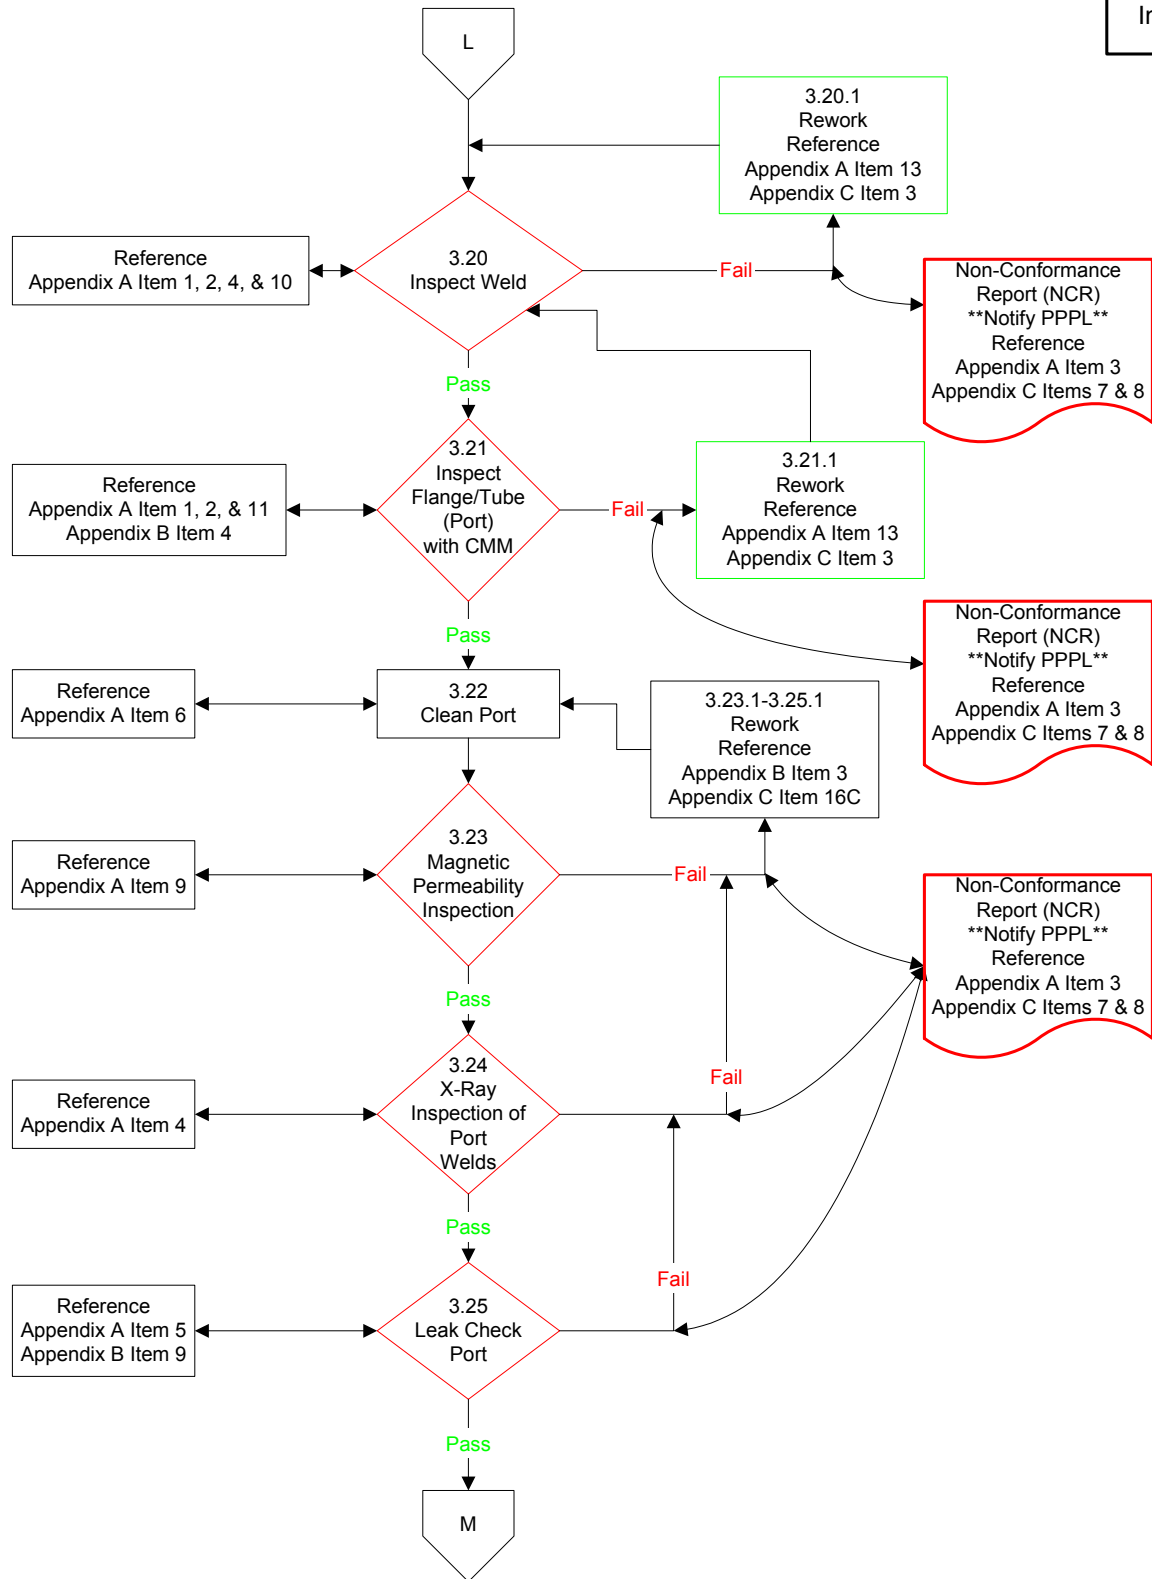 In
L
3.20.1
Rework
Reference
Appendix A Item 13
Appendix C Item 3
Reference
Appendix A Item 1, 2, 4, & 10
3.20
Inspect Weld
Fail
Non-Conformance
Report (NCR)
**Notify PPPL**
Reference
Appendix A Item 3
Appendix C Items 7 & 8
Pass
Reference
Appendix A Item 1, 2, & 11
Appendix B Item 4
3.21
Inspect
Flange/Tube
(Port)
with CMM
Fail
3.21.1
Rework
Reference
Appendix A Item 13
Appendix C Item 3
Pass
Non-Conformance
Report (NCR)
**Notify PPPL**
Reference
Appendix A Item 3
Appendix C Items 7 & 8
Reference
Appendix A Item 6
3.22
Clean Port
3.23.1-3.25.1
Rework
Reference
Appendix B Item 3
Appendix C Item 16C
Reference
Appendix A Item 9
3.23
Magnetic
Permeability
Inspection
Fail
Non-Conformance
Report (NCR)
**Notify PPPL**
Reference
Appendix A Item 3
Appendix C Items 7 & 8
Pass
Reference
Appendix A Item 4
3.24
X-Ray
Inspection of
Port
Welds
Fail
Pass
Reference
Appendix A Item 5
Appendix B Item 9
3.25
Leak Check
Port
Fail
Pass
M